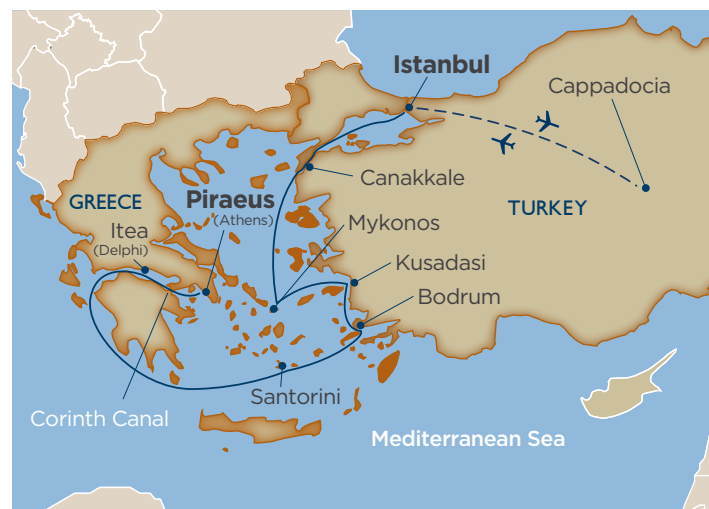 Istanbul
Cappadocia
Canakkale
GREECE
Piraeus
(Athens)
TURKEY
Itea
(Delphi)
Mykonos
Kusadasi
Bodrum
Santorini
Corinth Canal
Mediterranean Sea